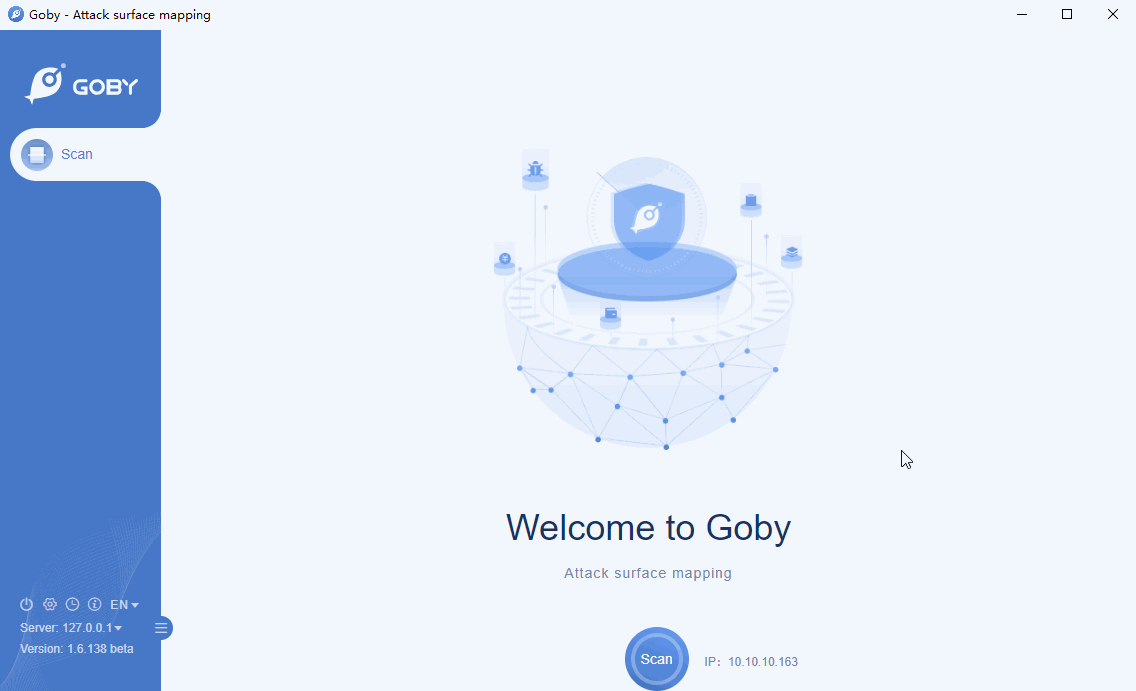 Goby - Attack surface mapping
GOBY
Scan
Welcome to Goby
Attack surface mapping
EN
Server: 127.0.0.1
Version: 1.6.138 beta
Scan
IP: 10.10.10.163